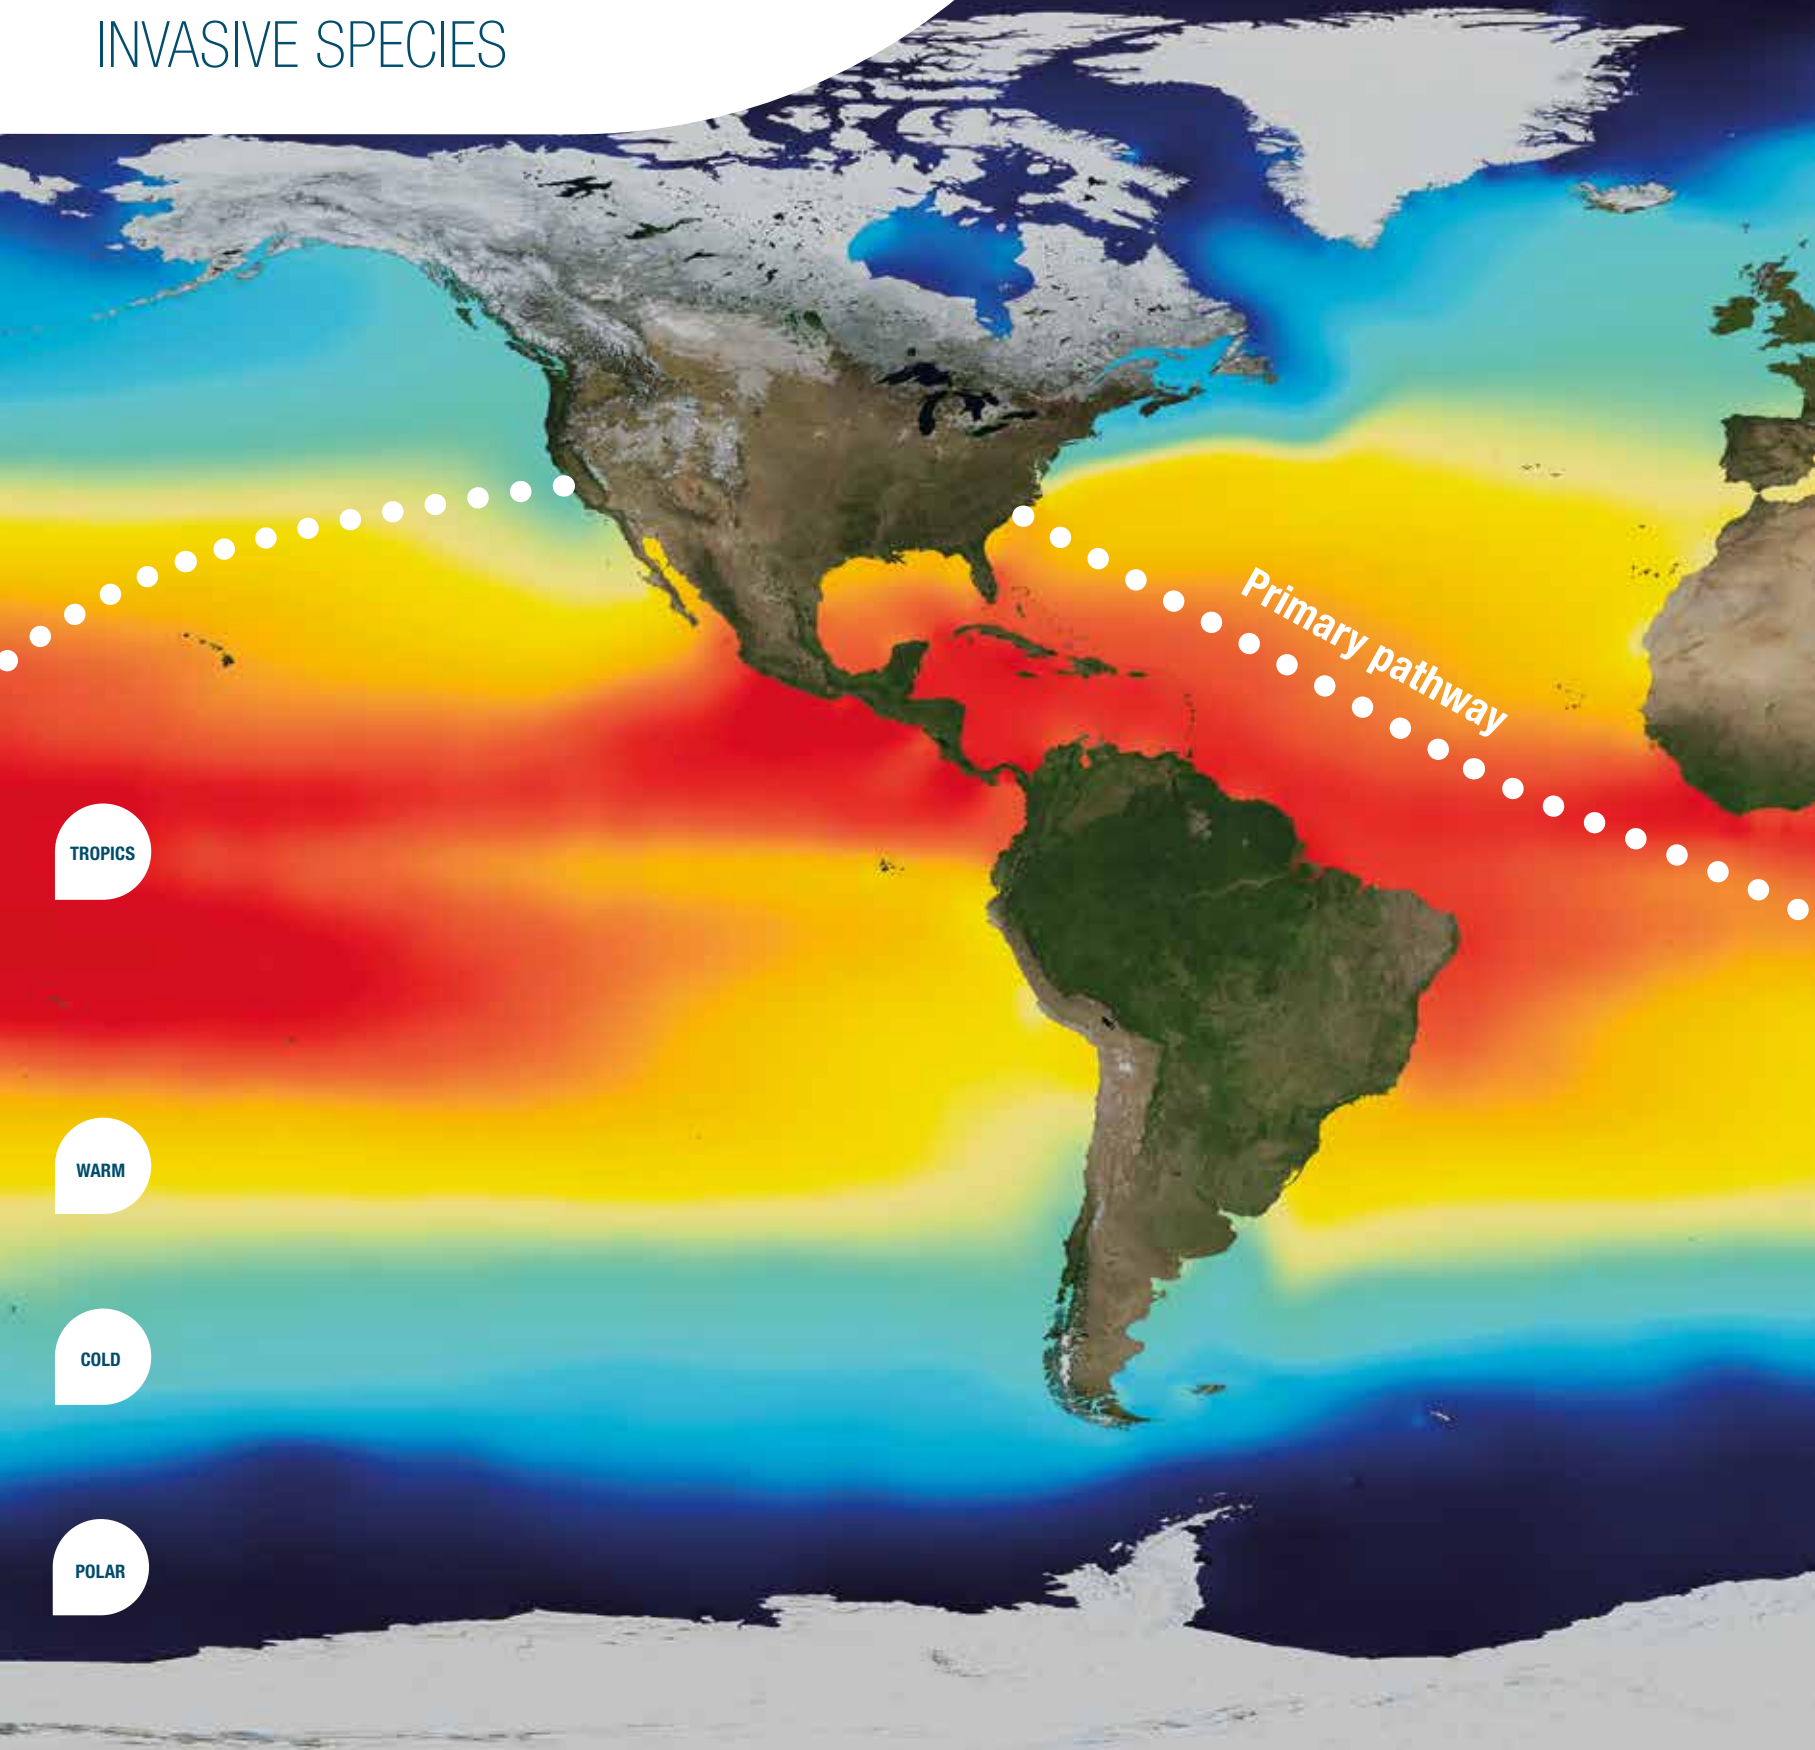 INVASIVE SPECIES
Primary pathway
TROPICS
WARM
COLD
POLAR